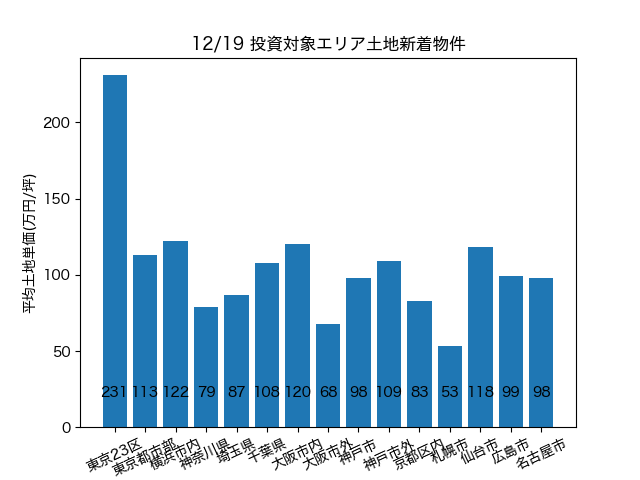 12/19 投資対象エリア土地新着物件
平均土地単価(万円/坪)
200
150
100
50
0
231 113 122 79 87 108 120 68 98 109 83 53 118 99 98
東京23区 東京都市部 横浜市内 神奈川県 埼玉県 千葉県 大阪市内 大阪市外 神戸市 神戸市外 京都区内 札幌市 仙台市 広島市 名古屋市